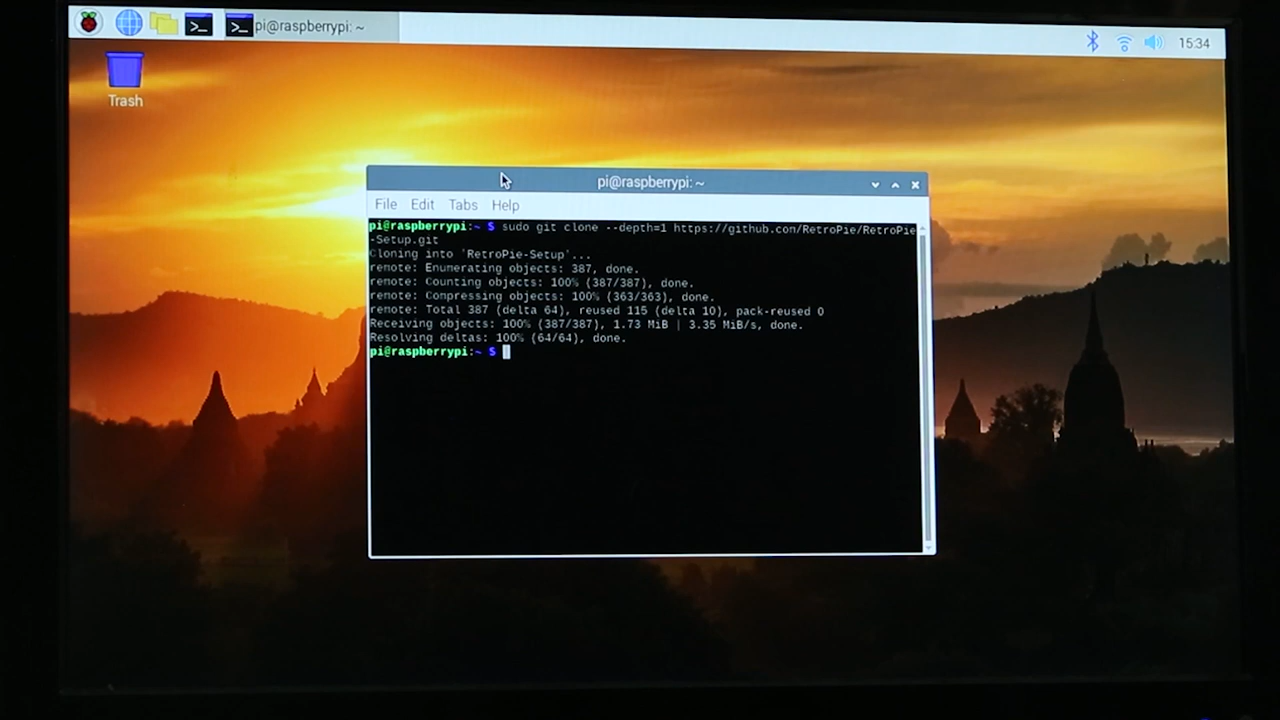 pi@raspberrypi: ~
15:34
Trash
pi@raspberrypi: ~
File Edit Tabs Help
pi@raspberrypi:~ $ sudo git clone --depth=1 https://github.com/RetroPie/RetroPie
-Setup.git
Cloning into 'RetroPie-Setup'...
remote: Enumerating objects: 387, done.
remote: Counting objects: 100% (387/387), done.
remote: Compressing objects: 100% (363/363), done.
remote: Total 387 (delta 64), reused 115 (delta 10), pack-reused 0
Receiving objects: 100% (387/387), 1.73 MiB | 3.35 MiB/s, done.
Resolving deltas: 100% (64/64), done.
pi@raspberrypi:~ $